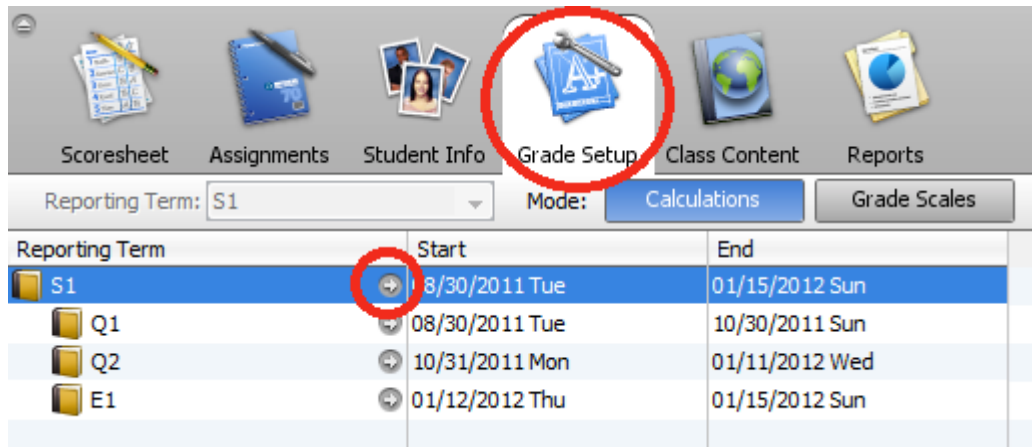 Scoresheet Assignments Student Info Grade Setup Class Content Reports
Reporting Term: S1 Mode: Calculations Grade Scales
Reporting Term Start End
S1 08/30/2011 Tue 01/15/2012 Sun
Q1 08/30/2011 Tue 10/30/2011 Sun
Q2 10/31/2011 Mon 01/11/2012 Wed
E1 01/12/2012 Thu 01/15/2012 Sun